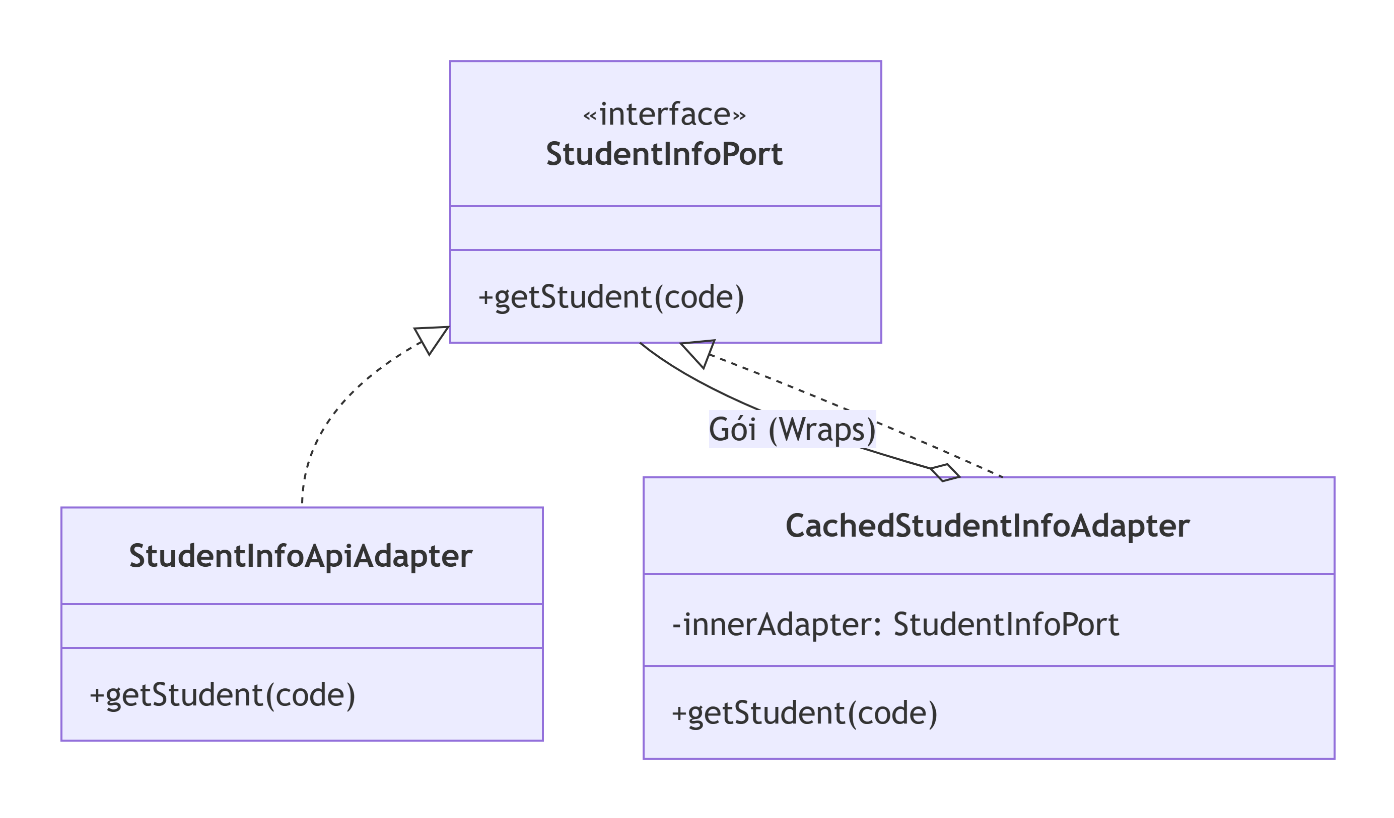 «interface»
StudentInfoPort
+getStudent(code)
Gói (Wraps)
StudentInfoApiAdapter
+getStudent(code)
CachedStudentInfoAdapter
-innerAdapter: StudentInfoPort
+getStudent(code)